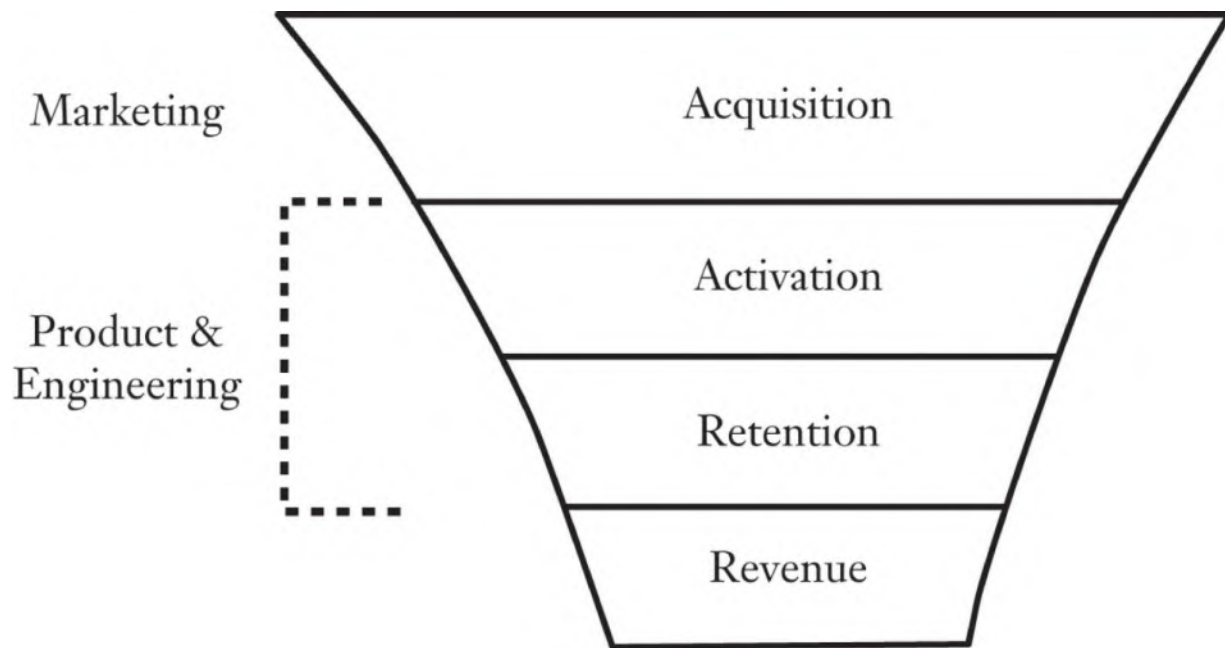 Marketing
Acquisition
Activation
Product &
Engineering
Retention
Revenue